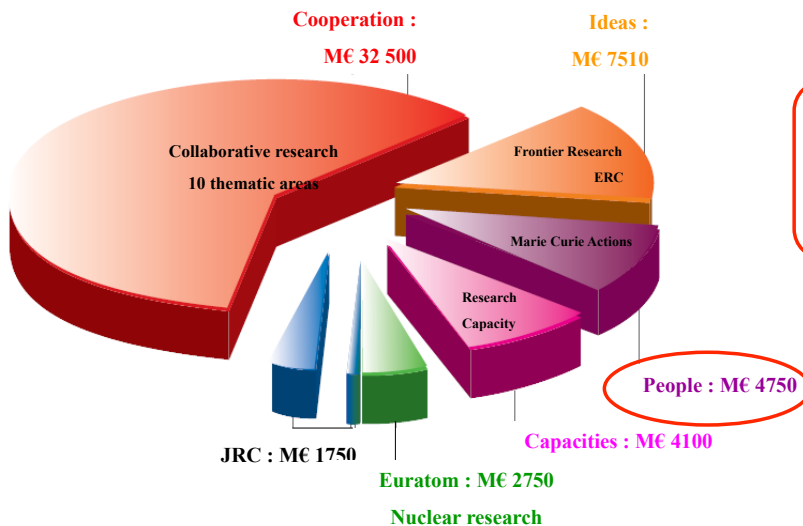 Cooperation :
M€ 32 500
Ideas :
M€ 7510
Collaborative research
10 thematic areas
Frontier Research
ERC
Marie Curie Actions
Research
Capacity
People : M€ 4750
Capacities : M€ 4100
JRC : M€ 1750
Euratom : M€ 2750
Nuclear research